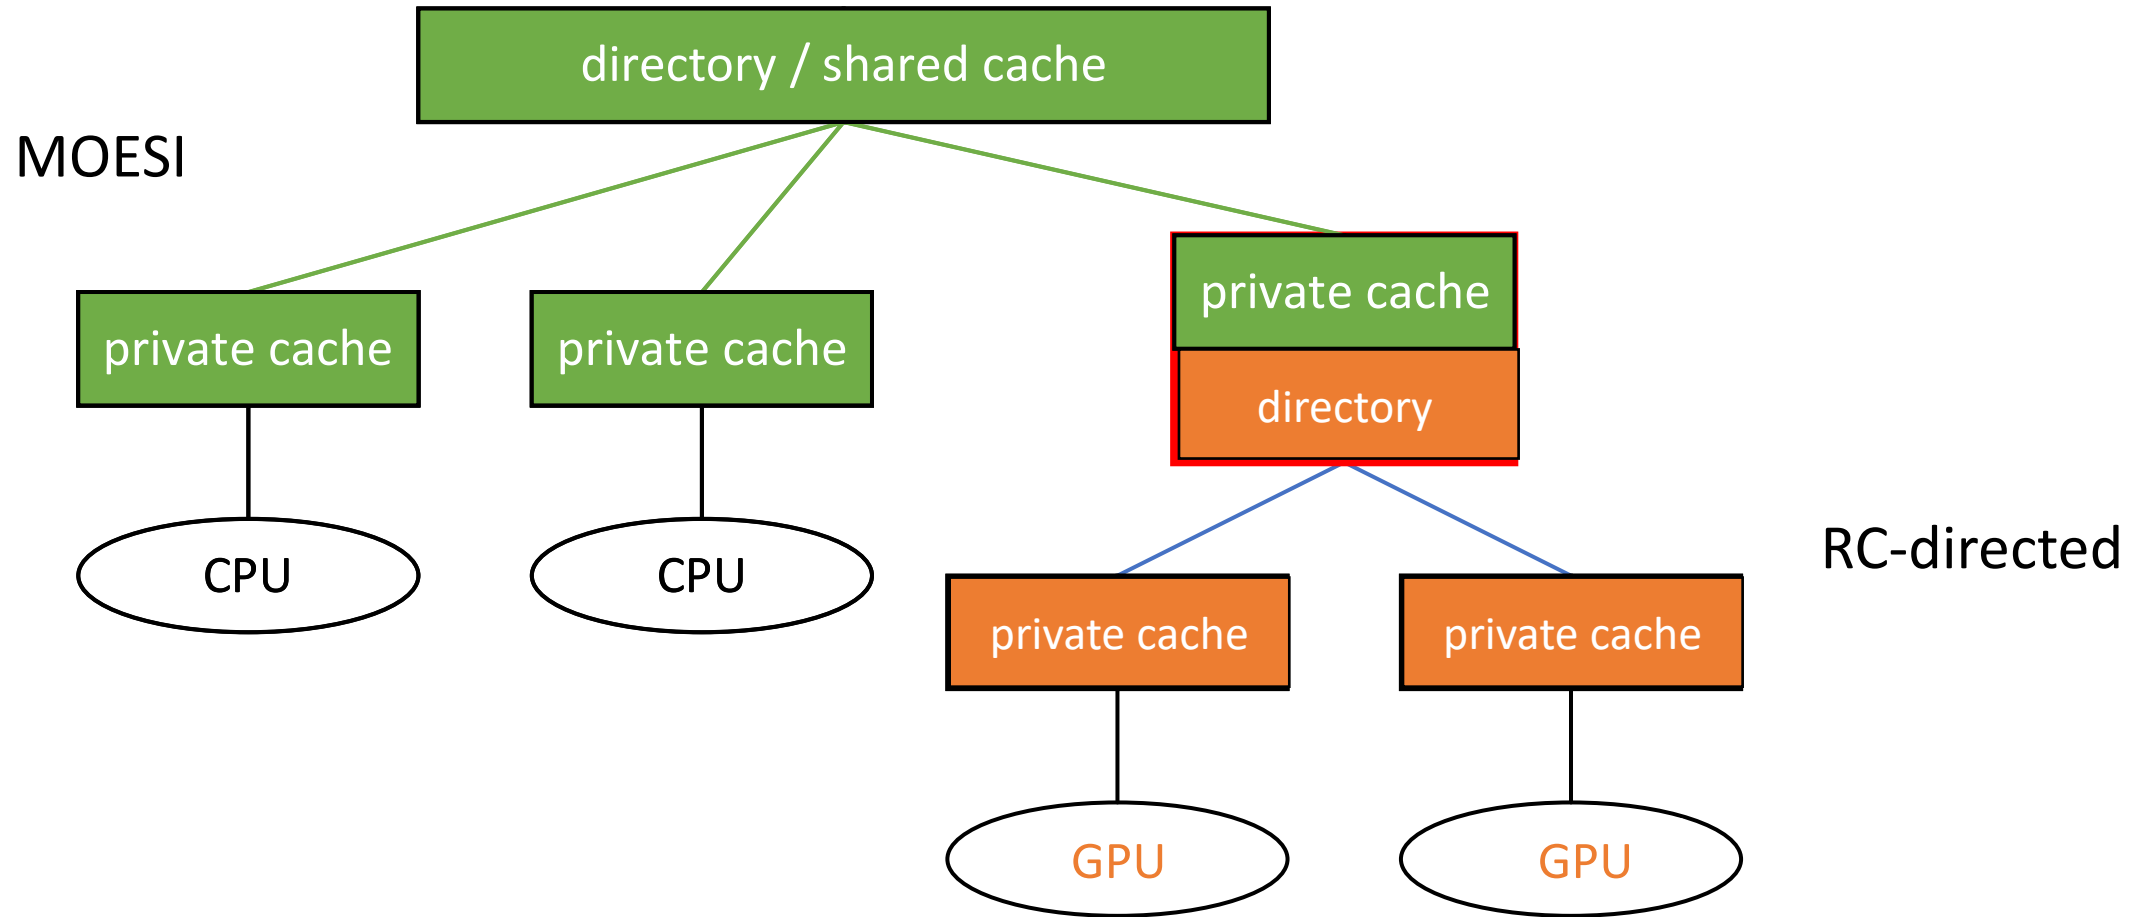 directory / shared cache
MOESI
private cache
private cache
private cache
directory
CPU
CPU
RC-directed
private cache
private cache
GPU
GPU